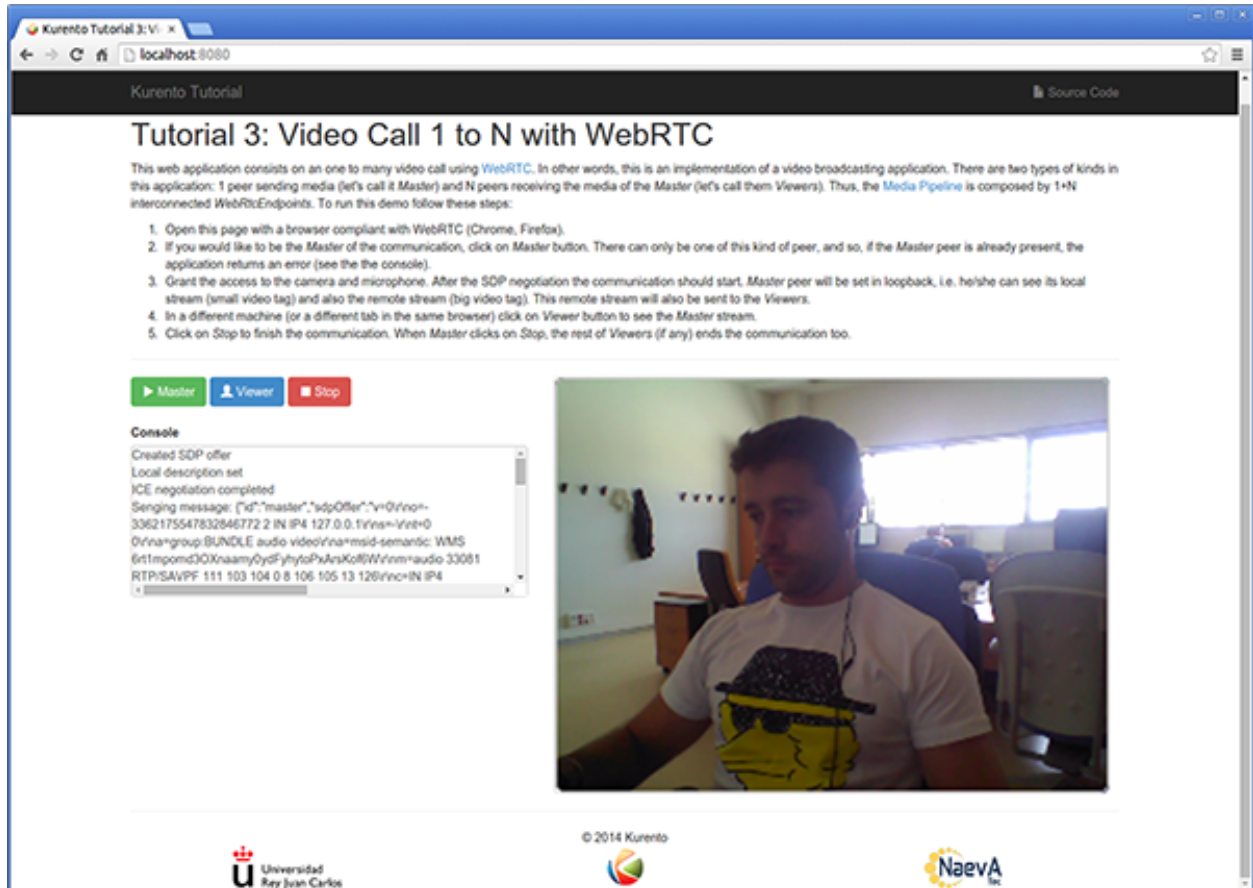 Kurento Tutorial 3: Vi
localhost:8080
Kurento Tutorial
Source Code
Tutorial 3: Video Call 1 to N with WebRTC
This web application consists on an one to many video call using WebRTC. In other words, this is an implementation of a video broadcasting application. There are two types of kinds in
this application: 1 peer sending media (let's call it Master) and N peers receiving the media of the Master (let's call them Viewers). Thus, the Media Pipeline is composed by 1+N
interconnected WebRtcEndpoints. To run this demo follow these steps:
1. Open this page with a browser compliant with WebRTC (Chrome, Firefox).
2. If you would like to be the Master of the communication, click on Master button. There can only be one of this kind of peer, and so, if the Master peer is already present, the
application returns an error (see the the console).
3. Grant the access to the camera and microphone. After the SDP negotiation the communication should start. Master peer will be set in loopback, i.e. he/she can see its local
stream (small video tag) and also the remote stream (big video tag). This remote stream will also be sent to the Viewers.
4. In a different machine (or a different tab in the same browser) click on Viewer button to see the Master stream.
5. Click on Stop to finish the communication. When Master clicks on Stop, the rest of Viewers (if any) ends the communication too.
Master
Viewer
Stop
Console
Created SDP offer
Local description set
ICE negotiation completed
Senging message: {"id":"master","sdpOffer":"v=0\r\no=-
3362175547832846772 2 IN IP4 127.0.0.1\r\ns=-\r\nt=0
0\r\na=group:BUNDLE audio video\r\na=msid-semantic: WMS
RTP/SAVPF 111 103 104 0 8 106 105 13 126\r\nc=IN IP4
© 2014 Kurento
Universidad
Rey Juan Carlos
NaevA
Tec